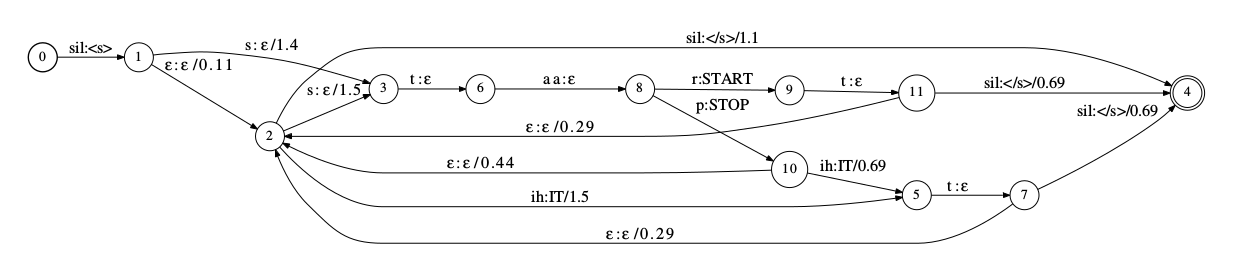 0
sil:<s>
1
s:ε/1.4
ε:ε/0.11
2
s:ε/1.5
3
t:ε
6
aa:ε
8
r:START
9
t:ε
11
sil:</s>/0.69
4
sil:</s>/1.1
p:STOP
ε:ε/0.29
sil:</s>/0.69
ε:ε/0.44
10
ih:IT/0.69
ih:IT/1.5
5
t:ε
7
ε:ε/0.29